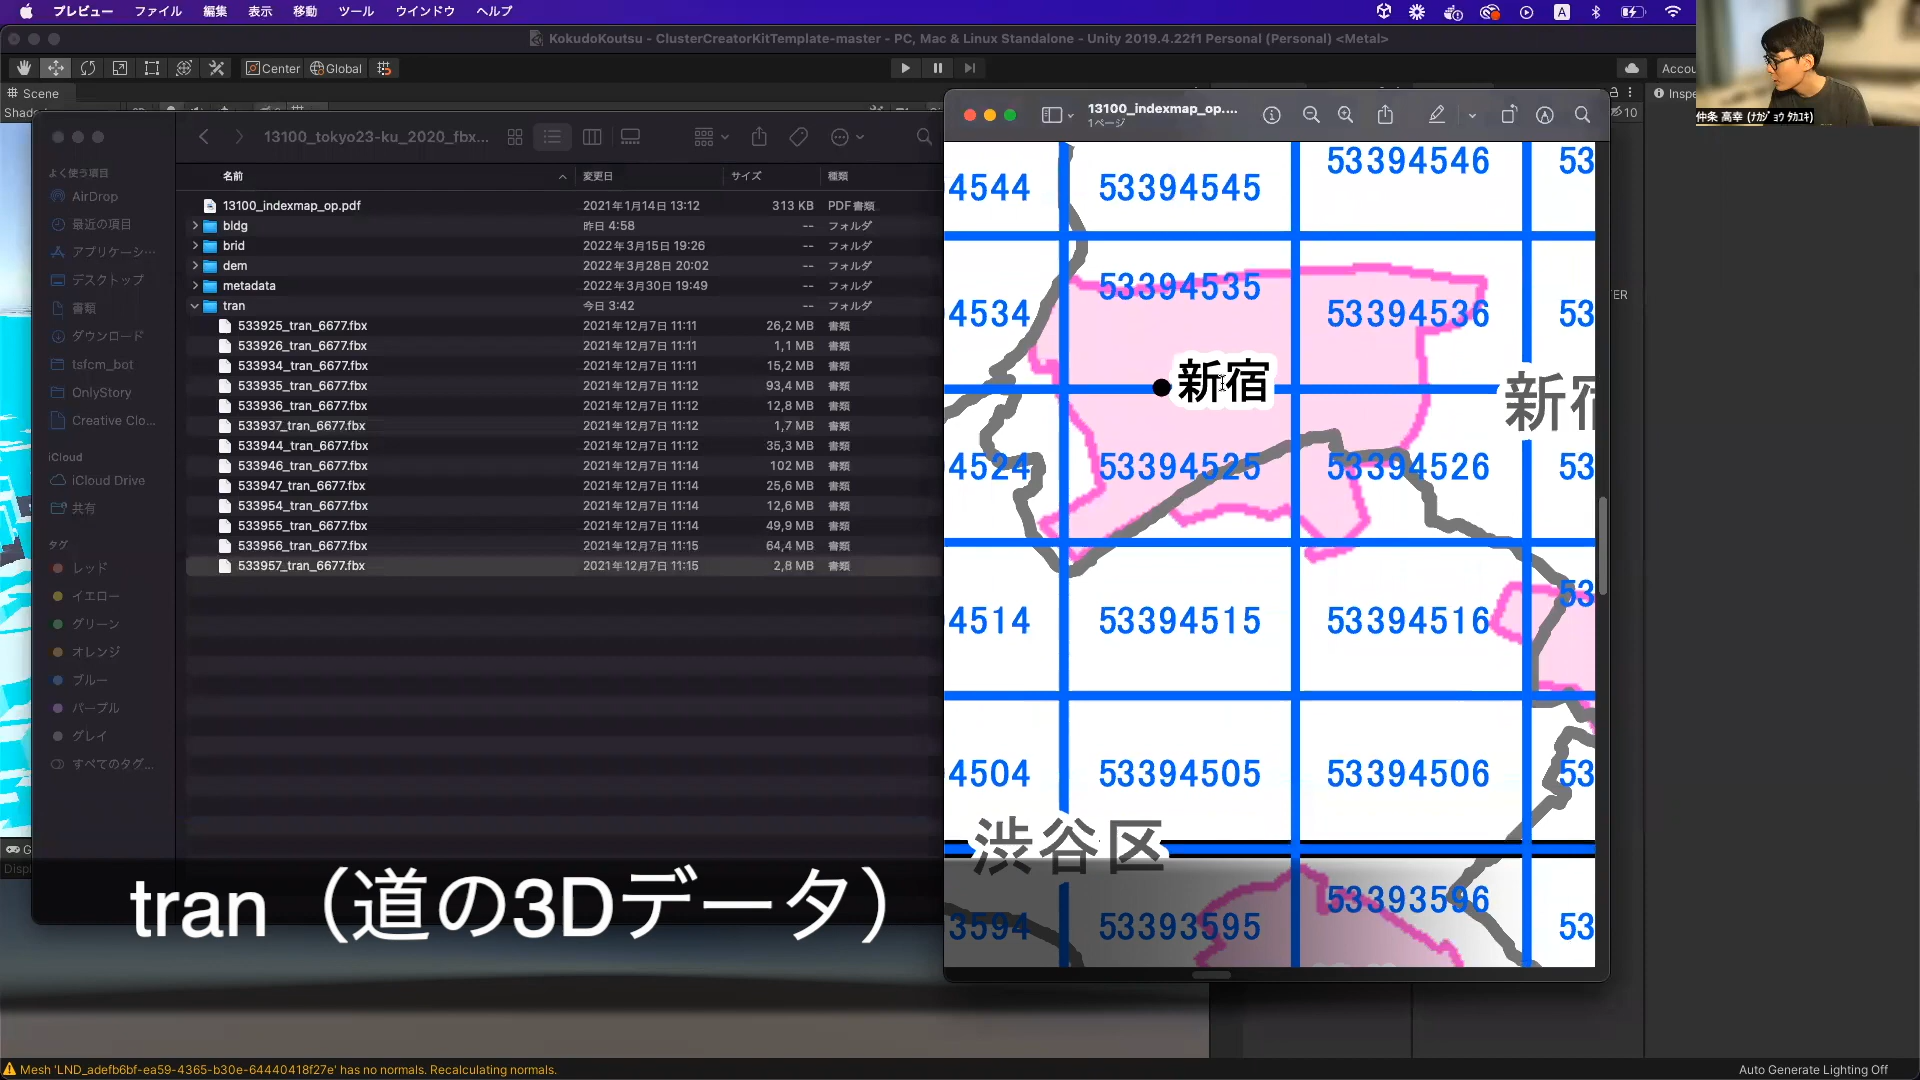 プレビュー ファイル 編集 表示 移動 ツール ウインドウ ヘルプ
KokudoKoutsu - ClusterCreatorKitTemplate-master - PC, Mac & Linux Standalone - Unity 2019.4.22f1 Personal (Personal) <Metal>
Center Global
Accou
Scene
Inspe
10
仲条 高幸 (ナカジョウ タカユキ)
13100_tokyo23-ku_2020_fbx...
よく使う項目
AirDrop
最近の項目
アプリケーシ…
デスクトップ
書類
ダウンロード
tsfcm_bot
OnlyStory
Creative Clo...
iCloud
iCloud Drive
共有
タグ
レッド
イエロー
グリーン
オレンジ
ブルー
パープル
グレイ
すべてのタグ...
名前 変更日 サイズ 種類
13100_indexmap_op.pdf 2021年1月14日 13:12 313 KB PDF書類
bldg 昨日 4:58 -- フォルダ
brid 2022年3月15日 19:26 -- フォルダ
dem 2022年3月28日 20:02 -- フォルダ
metadata 2022年3月30日 19:49 -- フォルダ
tran 今日 3:42 -- フォルダ
533925_tran_6677.fbx 2021年12月7日 11:11 26,2 MB 書類
533926_tran_6677.fbx 2021年12月7日 11:11 1,1 MB 書類
533934_tran_6677.fbx 2021年12月7日 11:11 15,2 MB 書類
533935_tran_6677.fbx 2021年12月7日 11:12 93,4 MB 書類
533936_tran_6677.fbx 2021年12月7日 11:12 12,8 MB 書類
533937_tran_6677.fbx 2021年12月7日 11:12 1,7 MB 書類
533944_tran_6677.fbx 2021年12月7日 11:12 35,3 MB 書類
533946_tran_6677.fbx 2021年12月7日 11:14 102 MB 書類
533947_tran_6677.fbx 2021年12月7日 11:14 25,6 MB 書類
533954_tran_6677.fbx 2021年12月7日 11:14 12,6 MB 書類
533955_tran_6677.fbx 2021年12月7日 11:14 49,9 MB 書類
533956_tran_6677.fbx 2021年12月7日 11:15 64,4 MB 書類
533957_tran_6677.fbx 2021年12月7日 11:15 2,8 MB 書類
13100_indexmap_op....
1ページ
4544 53394545 53394546 53
4534 53394535 53394536 53
新宿
新宿
4524 53394525 53394526 53
4514 53394515 53394516 53
4504 53394505 53394506 53
渋谷区
3594 53393595 53393596 53
TER
tran（道の3Dデータ）
Mesh 'LND_adefb6bf-ea59-4365-b30e-64440418f27e' has no normals. Recalculating normals.
Auto Generate Lighting Off